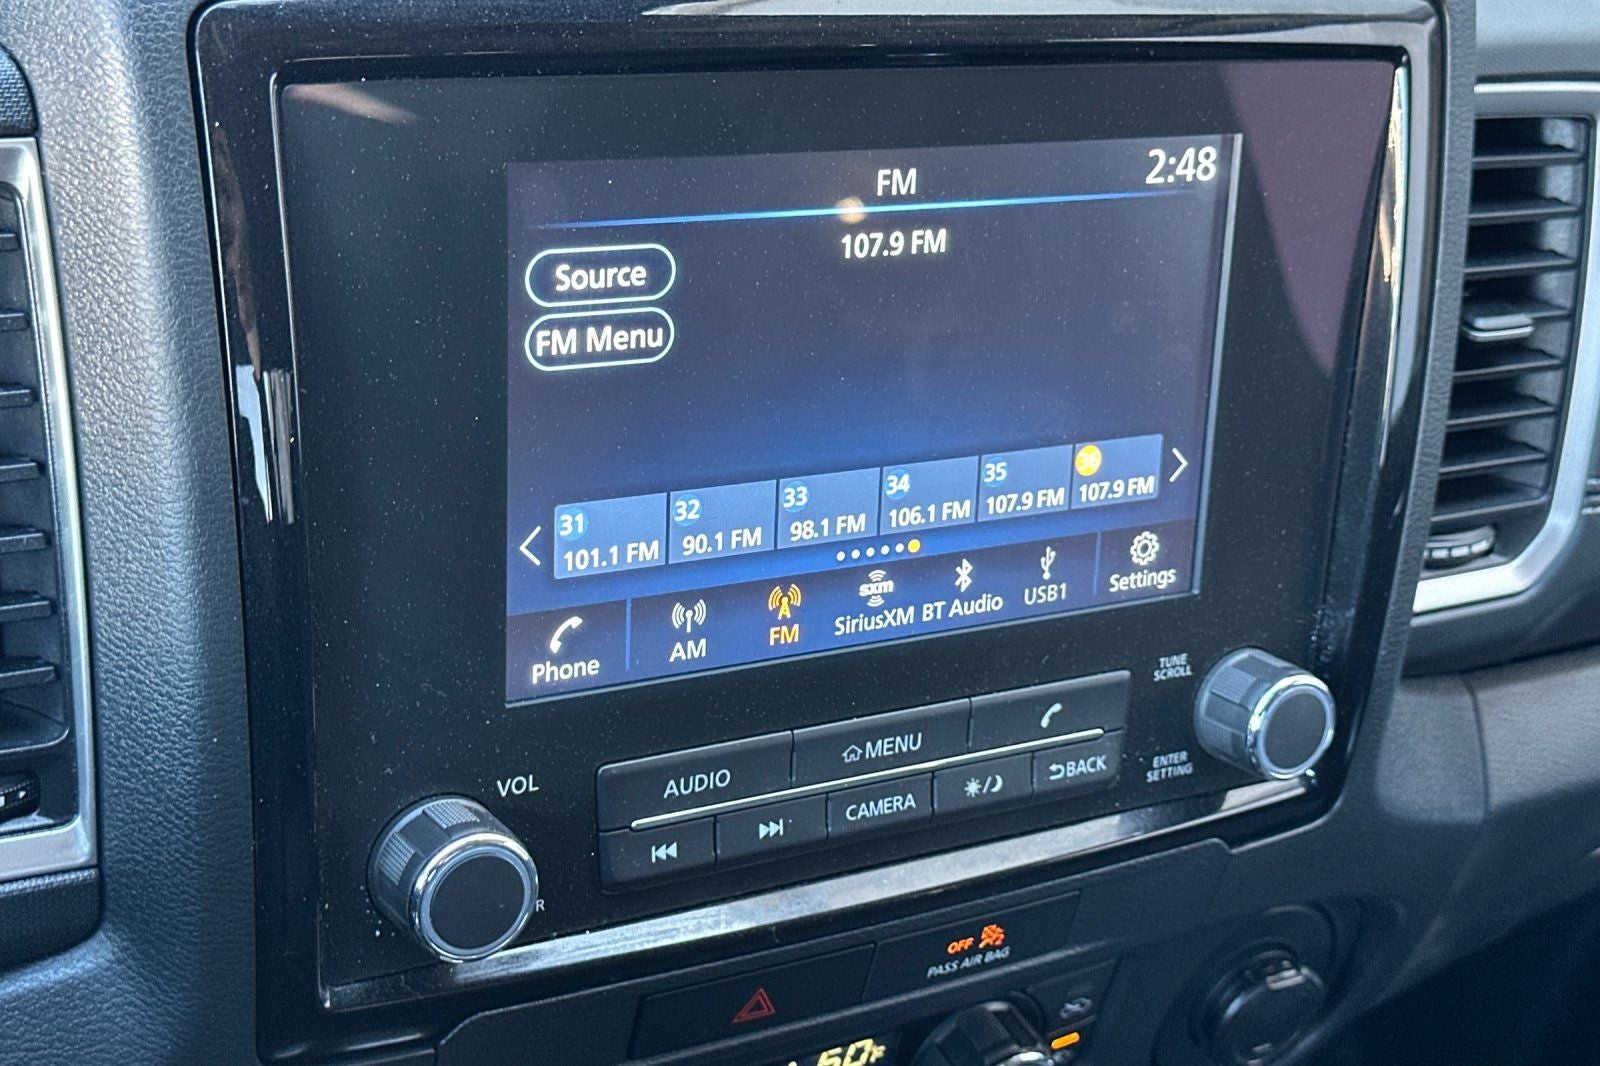 FM
2:48
107.9 FM
Source
FM Menu
31
101.1 FM
32
90.1 FM
33
98.1 FM
34
106.1 FM
35
107.9 FM
36
107.9 FM
Phone
AM
FM
sxm
SiriusXM
BT Audio
USB1
Settings
TUNE
SCROLL
VOL
AUDIO
MENU
ENTER
SETTING
CAMERA
BACK
OFF
PASS AIR BAG
60°F